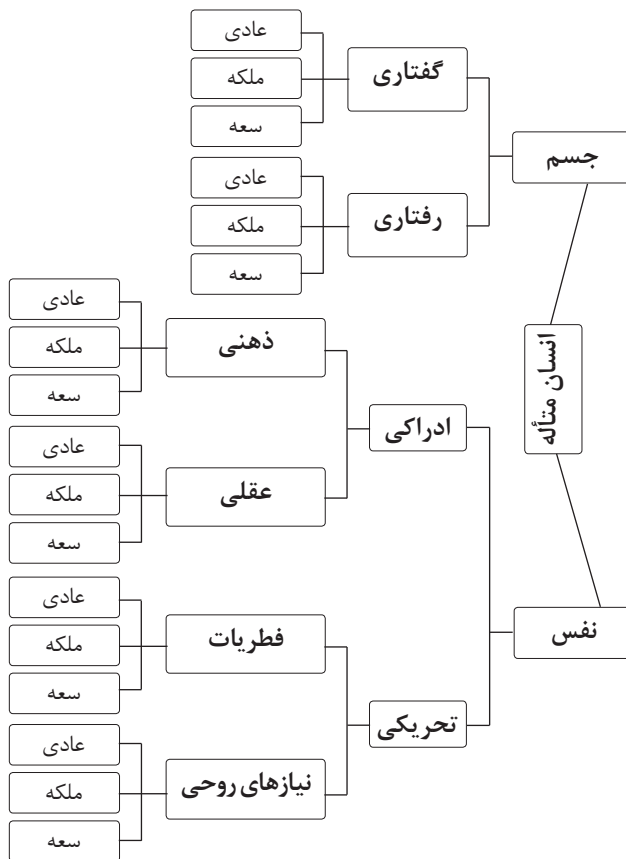 انسان متأله
جسم
گفتاری
عادی
ملکه
سعه
رفتاری
عادی
ملکه
سعه
نفس
ادراکی
ذهنی
عادی
ملکه
سعه
عقلی
عادی
ملکه
سعه
تحریکی
فطریات
عادی
ملکه
سعه
نیازهای روحی
عادی
ملکه
سعه